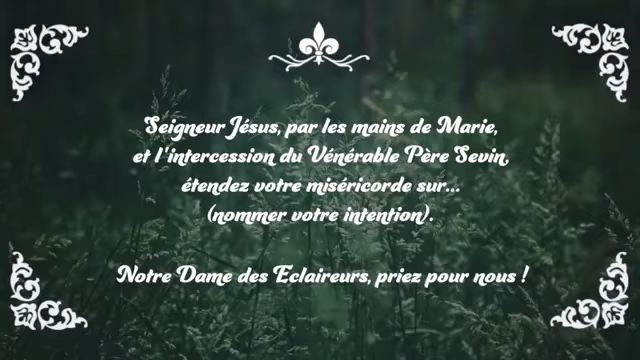 Seigneur Jésus, par les mains de Marie,
et l'intercession du Vénérable Père Sevin,
étendez votre miséricorde sur...
(nommer votre intention).
Notre Dame des Eclaireurs, priez pour nous !